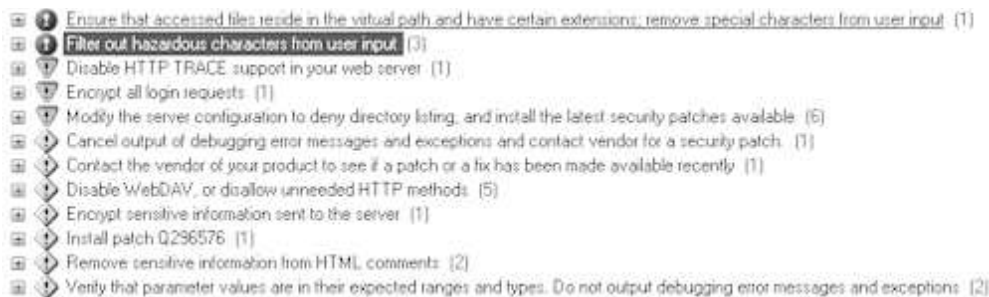 Ensure that accessed files reside in the virtual path and have certain extensions; remove special characters from user input (1)
Filter out hazardous characters from user input (3)
Disable HTTP TRACE support in your web server (1)
Encrypt all login requests (1)
Modify the server configuration to deny directory listing, and install the latest security patches available (6)
Cancel output of debugging error messages and exceptions and contact vendor for a security patch. (1)
Contact the vendor of your product to see if a patch or a fix has been made available recently (1)
Disable WebDAV, or disallow unneeded HTTP methods (5)
Encrypt sensitive information sent to the server (1)
Install patch Q296576 (1)
Remove sensitive information from HTML comments (2)
Verify that parameter values are in their expected ranges and types. Do not output debugging error messages and exceptions (2)